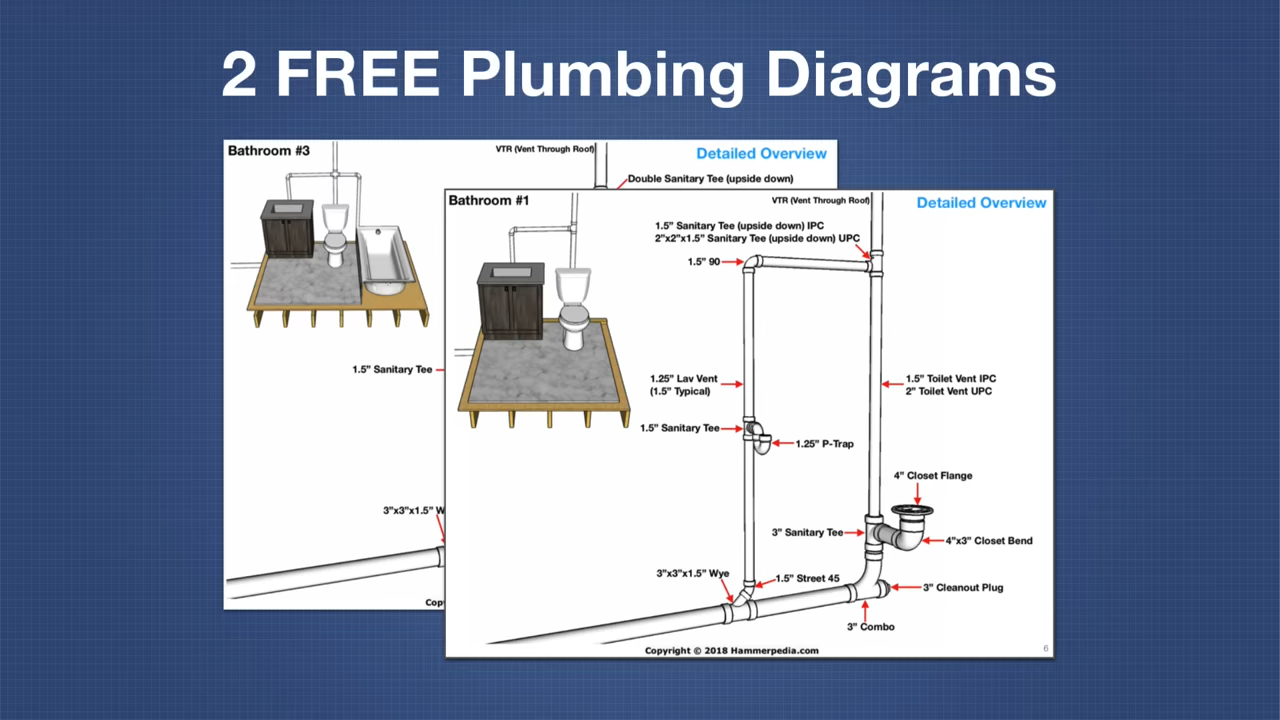 2 FREE Plumbing Diagrams
Bathroom #3
VTR (Vent Through Roof)
Detailed Overview
Double Sanitary Tee (upside down)
1.5” Sanitary Tee
3”x3”x1.5” W
Cop
Bathroom #1
VTR (Vent Through Roof)
Detailed Overview
1.5” Sanitary Tee (upside down) IPC
2”x2”x1.5” Sanitary Tee (upside down) UPC
1.5” 90
1.25” Lav Vent
(1.5” Typical)
1.5” Toilet Vent IPC
2” Toilet Vent UPC
1.5” Sanitary Tee
1.25” P-Trap
4” Closet Flange
3” Sanitary Tee
4”x3” Closet Bend
3”x3”x1.5” Wye
1.5” Street 45
3” Cleanout Plug
3” Combo
Copyright © 2018 Hammerpedia.com
6